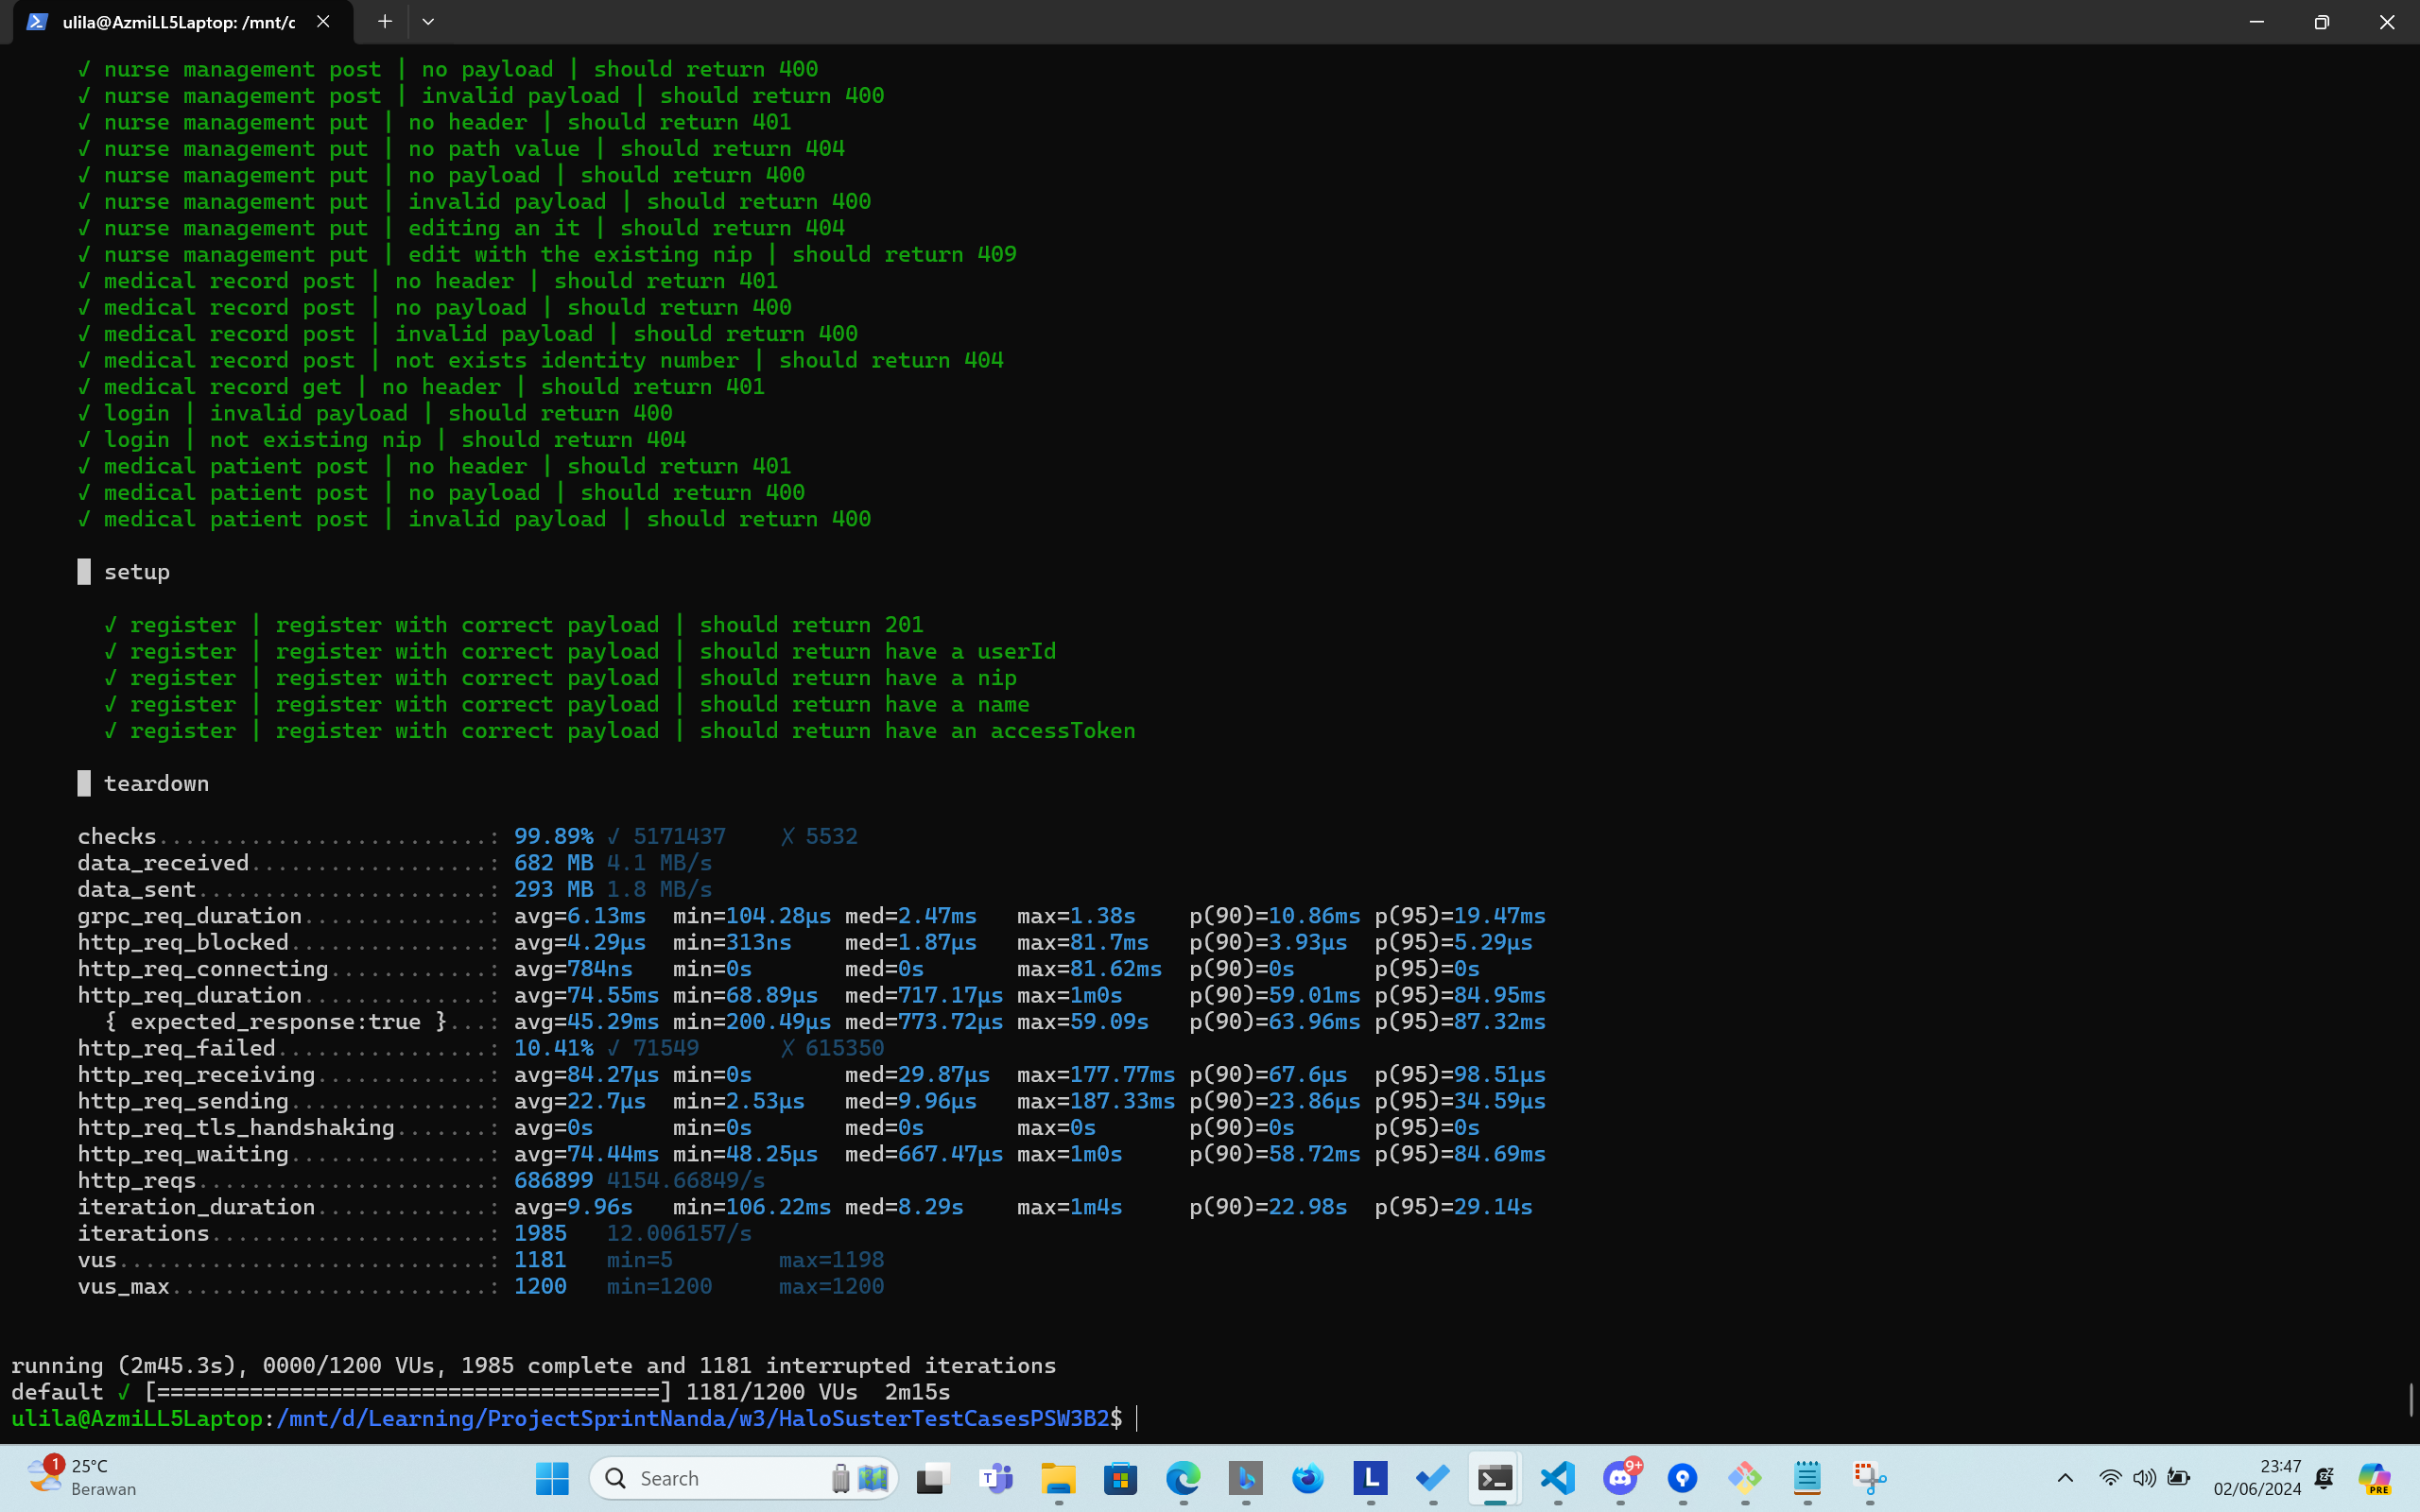 ulila@AzmiLL5Laptop: /mnt/c
√ nurse management post | no payload | should return 400
√ nurse management post | invalid payload | should return 400
√ nurse management put | no header | should return 401
√ nurse management put | no path value | should return 404
√ nurse management put | no payload | should return 400
√ nurse management put | invalid payload | should return 400
√ nurse management put | editing an it | should return 404
√ nurse management put | edit with the existing nip | should return 409
√ medical record post | no header | should return 401
√ medical record post | no payload | should return 400
√ medical record post | invalid payload | should return 400
√ medical record post | not exists identity number | should return 404
√ medical record get | no header | should return 401
√ login | invalid payload | should return 400
√ login | not existing nip | should return 404
√ medical patient post | no header | should return 401
√ medical patient post | no payload | should return 400
√ medical patient post | invalid payload | should return 400
█ setup
√ register | register with correct payload | should return 201
√ register | register with correct payload | should return have a userId
√ register | register with correct payload | should return have a nip
√ register | register with correct payload | should return have a name
√ register | register with correct payload | should return have an accessToken
█ teardown
checks.........................: 99.89% √ 5171437 ✗ 5532
data_received..................: 682 MB 4.1 MB/s
data_sent......................: 293 MB 1.8 MB/s
grpc_req_duration..............: avg=6.13ms min=104.28µs med=2.47ms max=1.38s p(90)=10.86ms p(95)=19.47ms
http_req_blocked...............: avg=4.29µs min=313ns med=1.87µs max=81.7ms p(90)=3.93µs p(95)=5.29µs
http_req_connecting............: avg=784ns min=0s med=0s max=81.62ms p(90)=0s p(95)=0s
http_req_duration..............: avg=74.55ms min=68.89µs med=717.17µs max=1m0s p(90)=59.01ms p(95)=84.95ms
{ expected_response:true }...: avg=45.29ms min=200.49µs med=773.72µs max=59.09s p(90)=63.96ms p(95)=87.32ms
http_req_failed................: 10.41% √ 71549 ✗ 615350
http_req_receiving.............: avg=84.27µs min=0s med=29.87µs max=177.77ms p(90)=67.6µs p(95)=98.51µs
http_req_sending...............: avg=22.7µs min=2.53µs med=9.96µs max=187.33ms p(90)=23.86µs p(95)=34.59µs
http_req_tls_handshaking.......: avg=0s min=0s med=0s max=0s p(90)=0s p(95)=0s
http_req_waiting...............: avg=74.44ms min=48.25µs med=667.47µs max=1m0s p(90)=58.72ms p(95)=84.69ms
http_reqs......................: 686899 4154.66849/s
iteration_duration.............: avg=9.96s min=106.22ms med=8.29s max=1m4s p(90)=22.98s p(95)=29.14s
iterations.....................: 1985 12.006157/s
vus............................: 1181 min=5 max=1198
vus_max........................: 1200 min=1200 max=1200
running (2m45.3s), 0000/1200 VUs, 1985 complete and 1181 interrupted iterations
default √ [======================================] 1181/1200 VUs 2m15s
ulila@AzmiLL5Laptop:/mnt/d/Learning/ProjectSprintNanda/w3/HaloSusterTestCasesPSW3B2$
1
25°C
Berawan
Search
T
b
L
9+
23:47
02/06/2024
PRE